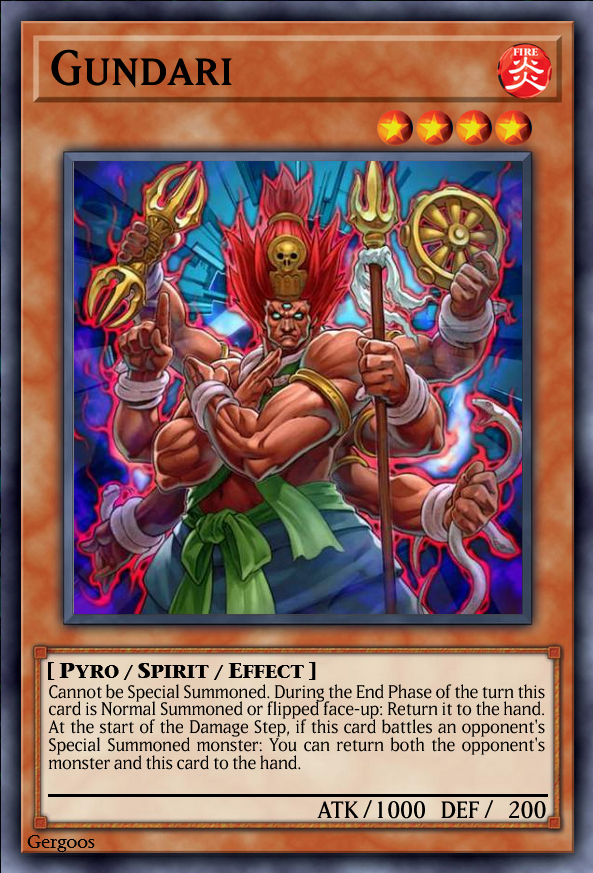 GUNDARI
FIRE
炎
[ PYRO / SPIRIT / EFFECT ]
Cannot be Special Summoned. During the End Phase of the turn this
card is Normal Summoned or flipped face-up: Return it to the hand.
At the start of the Damage Step, if this card battles an opponent's
Special Summoned monster: You can return both the opponent's
monster and this card to the hand.
ATK / 1000 DEF / 200
Gergoos